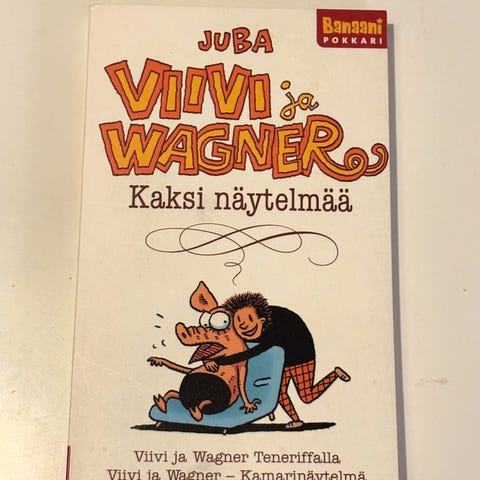 Banaani
POKKARI
JUBA
VIIVI ja
WAGNER
Kaksi näytelmää
Viivi ja Wagner Teneriffalla
Viivi ja Wagner – Kamarinäytelmä